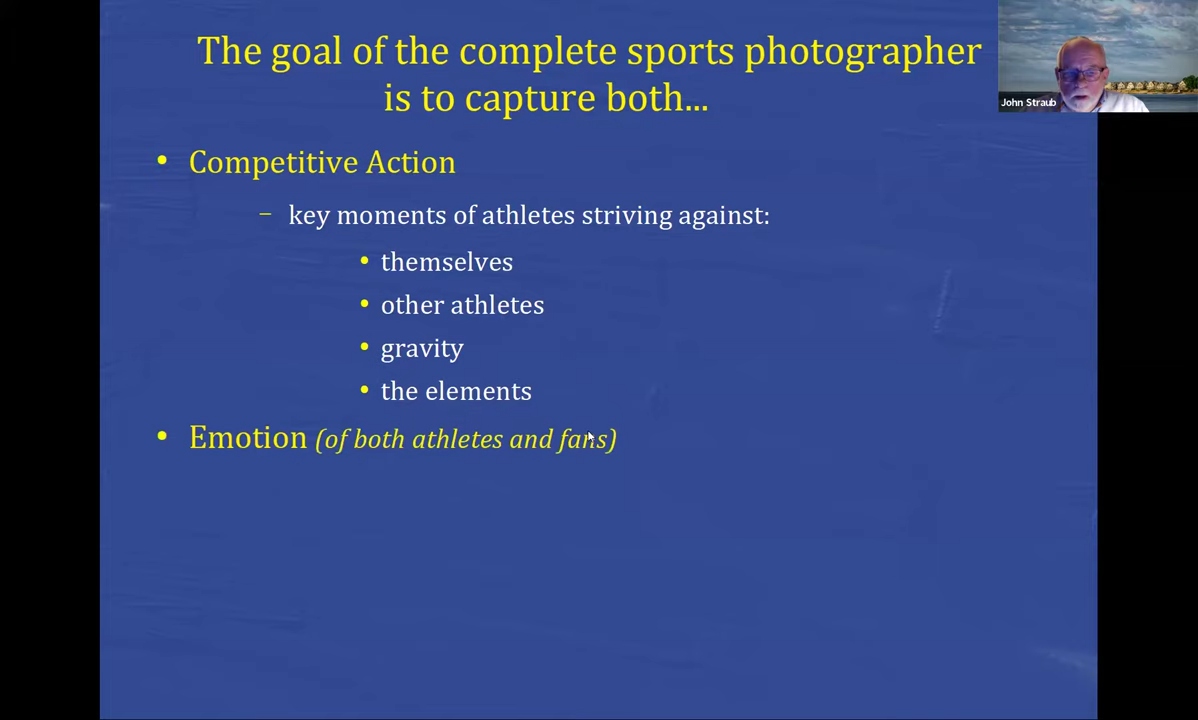 The goal of the complete sports photographer
is to capture both...
John Straub
• Competitive Action
– key moments of athletes striving against:
• themselves
• other athletes
• gravity
• the elements
• Emotion (of both athletes and fans)